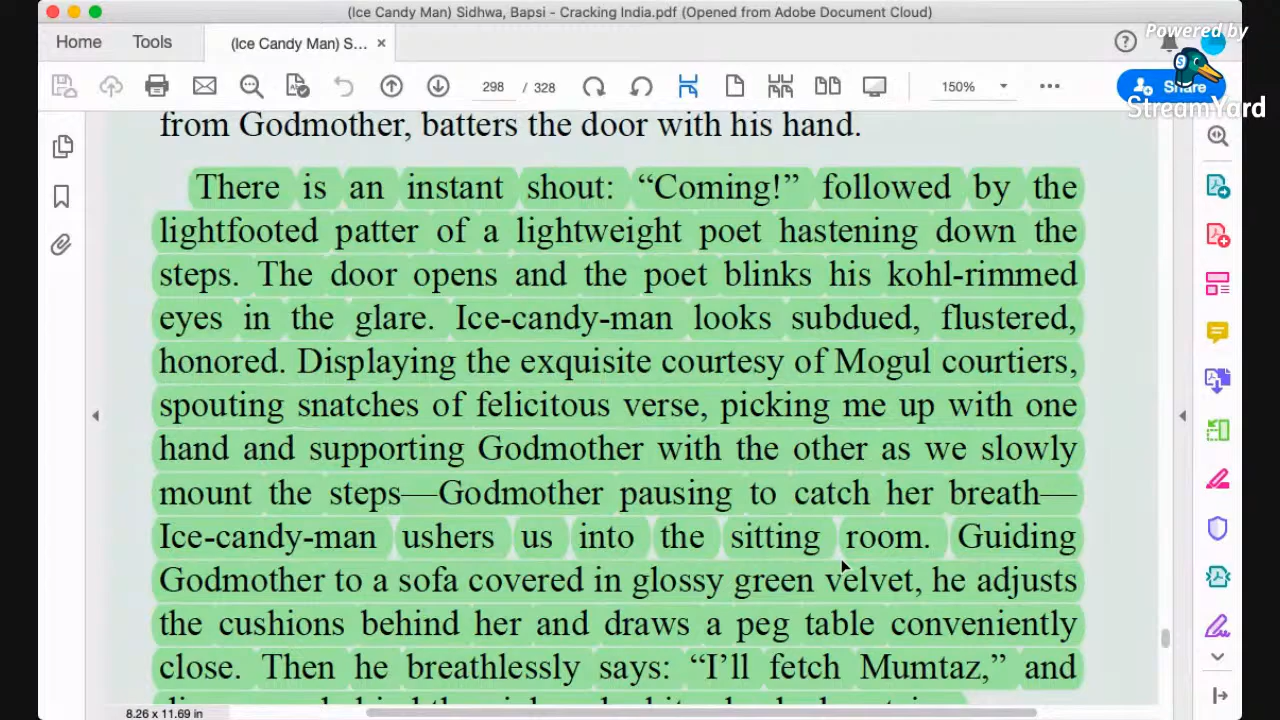 (Ice Candy Man) Sidhwa, Bapsi - Cracking India.pdf (Opened from Adobe Document Cloud)
Home Tools (Ice Candy Man) S... ×
Powered by
298 / 328 150%
Share
StreamYard
from Godmother, batters the door with his hand.
There is an instant shout: “Coming!” followed by the
lightfooted patter of a lightweight poet hastening down the
steps. The door opens and the poet blinks his kohl-rimmed
eyes in the glare. Ice-candy-man looks subdued, flustered,
honored. Displaying the exquisite courtesy of Mogul courtiers,
spouting snatches of felicitous verse, picking me up with one
hand and supporting Godmother with the other as we slowly
mount the steps—Godmother pausing to catch her breath—
Ice-candy-man ushers us into the sitting room. Guiding
Godmother to a sofa covered in glossy green velvet, he adjusts
the cushions behind her and draws a peg table conveniently
close. Then he breathlessly says: “I’ll fetch Mumtaz,” and
8.26 x 11.69 in